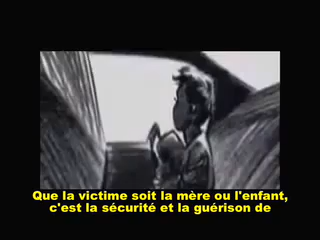 Que la victime soit la mère ou l'enfant,
c'est la sécurité et la guérison de